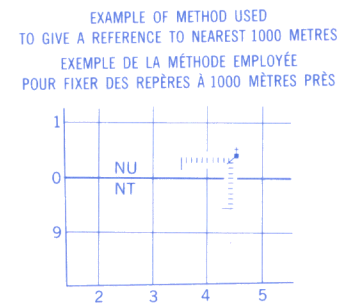 EXAMPLE OF METHOD USED
TO GIVE A REFERENCE TO NEAREST 1000 METRES
EXEMPLE DE LA MÉTHODE EMPLOYÉE
POUR FIXER DES REPÈRES À 1000 MÈTRES PRÈS
1
NU
0
NT
9
2 3 4 5